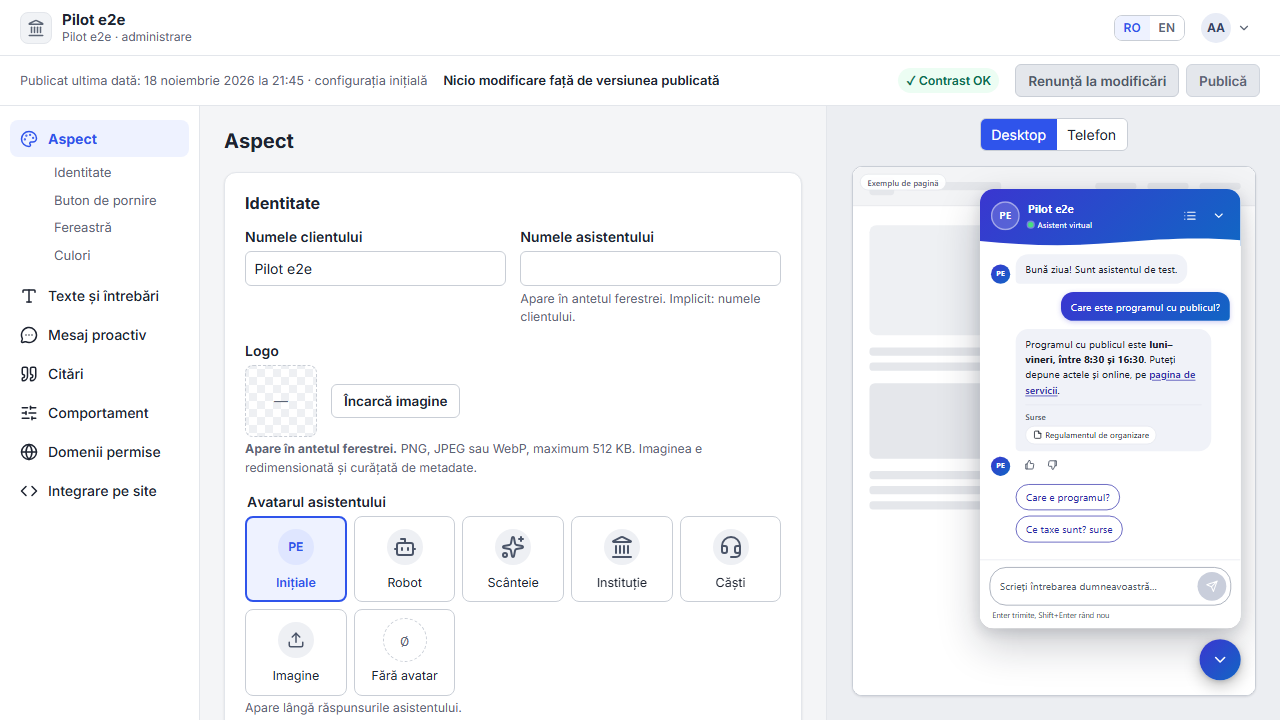 Pilot e2e
Pilot e2e · administrare
RO
EN
AA
Publicat ultima dată: 18 noiembrie 2026 la 21:45 · configurația inițială
Nicio modificare față de versiunea publicată
✓ Contrast OK
Renunță la modificări
Publică
Aspect
Identitate
Buton de pornire
Fereastră
Culori
Texte și întrebări
Mesaj proactiv
Citări
Comportament
Domenii permise
Integrare pe site
Aspect
Identitate
Numele clientului
Pilot e2e
Numele asistentului
Apare în antetul ferestrei. Implicit: numele
clientului.
Logo
—
Încarcă imagine
Apare în antetul ferestrei. PNG, JPEG sau WebP, maximum 512 KB. Imaginea e
redimensionată și curățată de metadate.
Avatarul asistentului
PE
Inițiale
Robot
Scânteie
Instituție
Căști
Imagine
Ø
Fără avatar
Apare lângă răspunsurile asistentului.
Desktop
Telefon
Exemplu de pagină
PE
Pilot e2e
Asistent virtual
PE
Bună ziua! Sunt asistentul de test.
Care este programul cu publicul?
Programul cu publicul este luni–
vineri, între 8:30 și 16:30. Puteți
depune actele și online, pe pagina de
servicii.
Surse
Regulamentul de organizare
PE
Care e programul?
Ce taxe sunt? surse
Scrieți întrebarea dumneavoastră...
Enter trimite, Shift+Enter rând nou